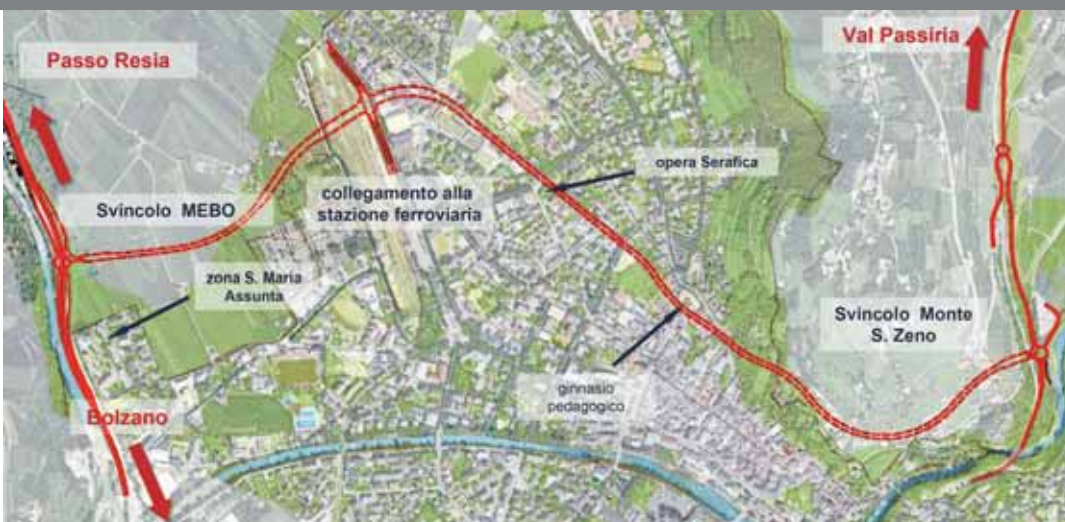 Passo Resia
Val Passiria
opera Serafica
collegamento alla
stazione ferroviaria
Svincolo MEBO
zona S. Maria
Assunta
Svincolo Monte
S. Zeno
ginnasio
pedagogico
Bolzano